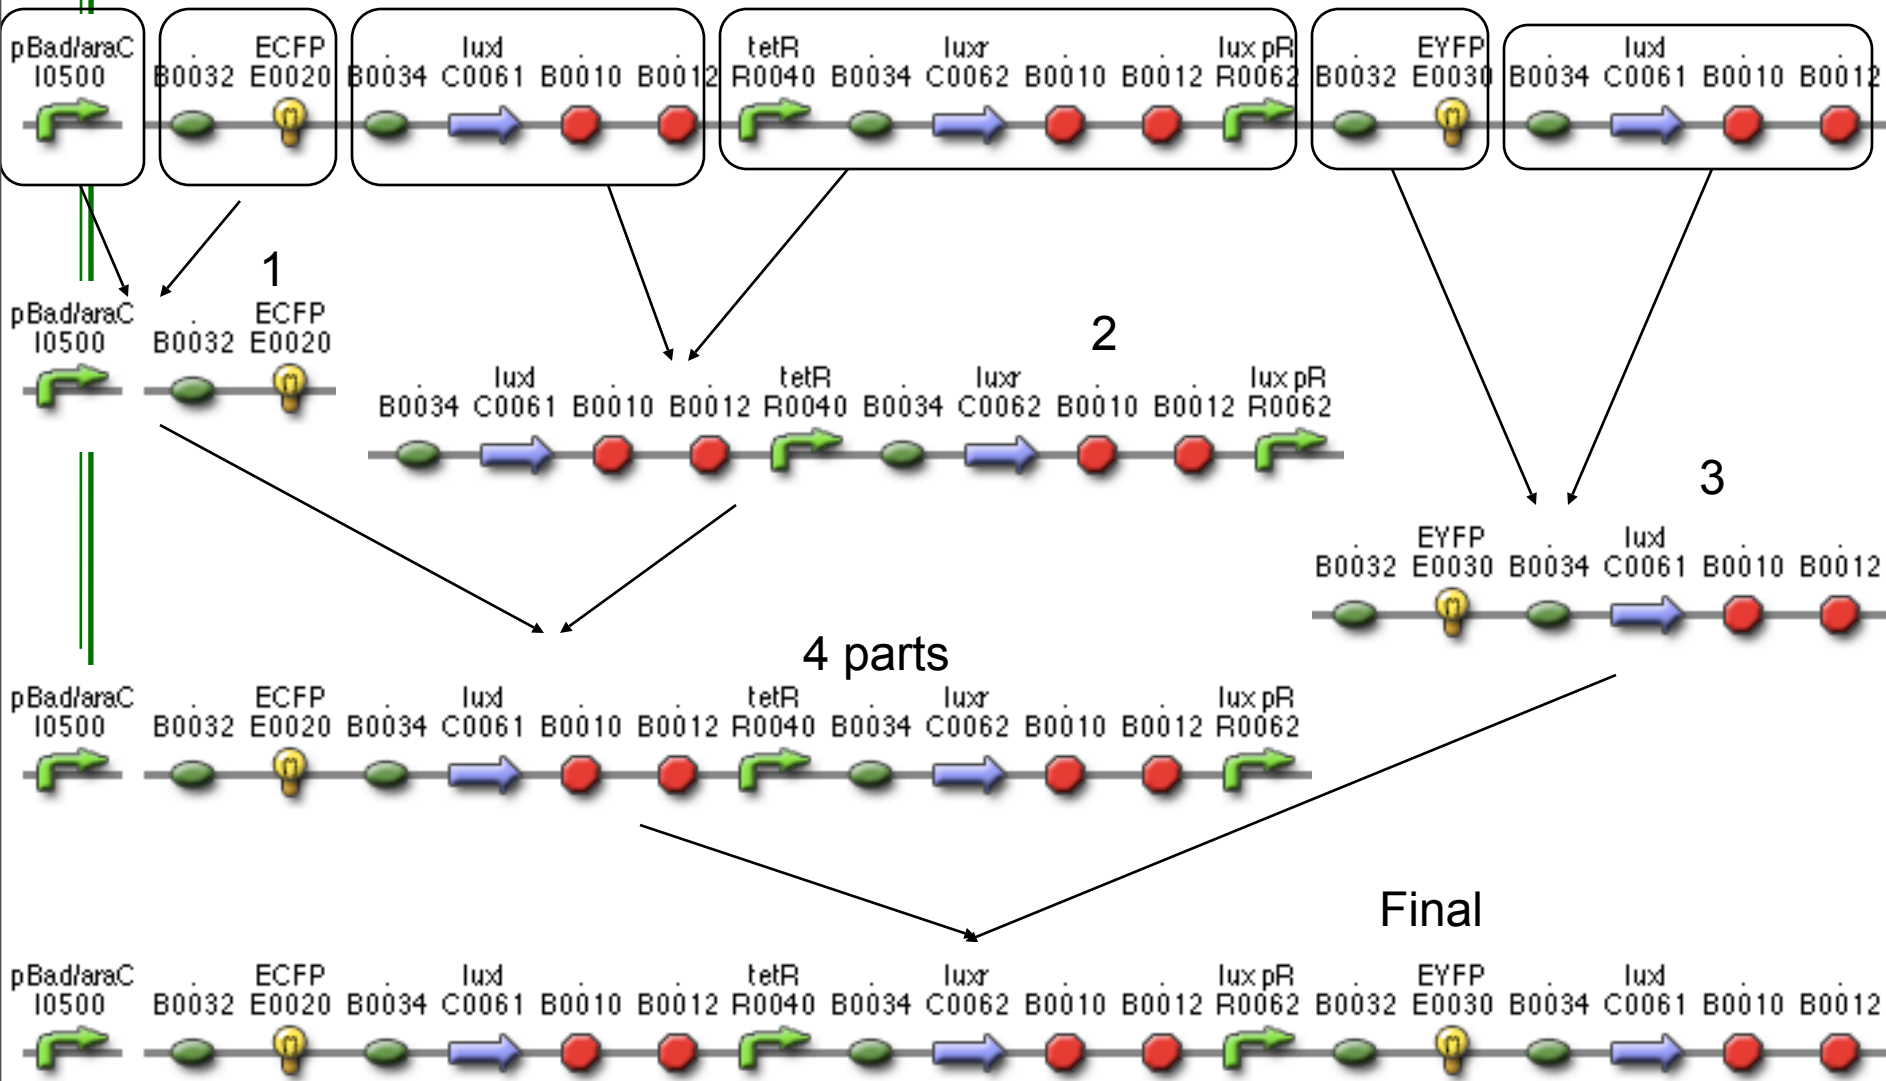 pBad/araC . ECFP . luxI . . tetR . luxr . . lux pR . EYFP . luxI . .
I0500 B0032 E0020 B0034 C0061 B0010 B0012 R0040 B0034 C0062 B0010 B0012 R0062 B0032 E0030 B0034 C0061 B0010 B0012
1
pBad/araC . ECFP
I0500 B0032 E0020
2
. luxI . . tetR . luxr . . lux pR
B0034 C0061 B0010 B0012 R0040 B0034 C0062 B0010 B0012 R0062
3
. EYFP . luxI . .
B0032 E0030 B0034 C0061 B0010 B0012
4 parts
pBad/araC . ECFP . luxI . . tetR . luxr . . lux pR
I0500 B0032 E0020 B0034 C0061 B0010 B0012 R0040 B0034 C0062 B0010 B0012 R0062
Final
pBad/araC . ECFP . luxI . . tetR . luxr . . lux pR . EYFP . luxI . .
I0500 B0032 E0020 B0034 C0061 B0010 B0012 R0040 B0034 C0062 B0010 B0012 R0062 B0032 E0030 B0034 C0061 B0010 B0012